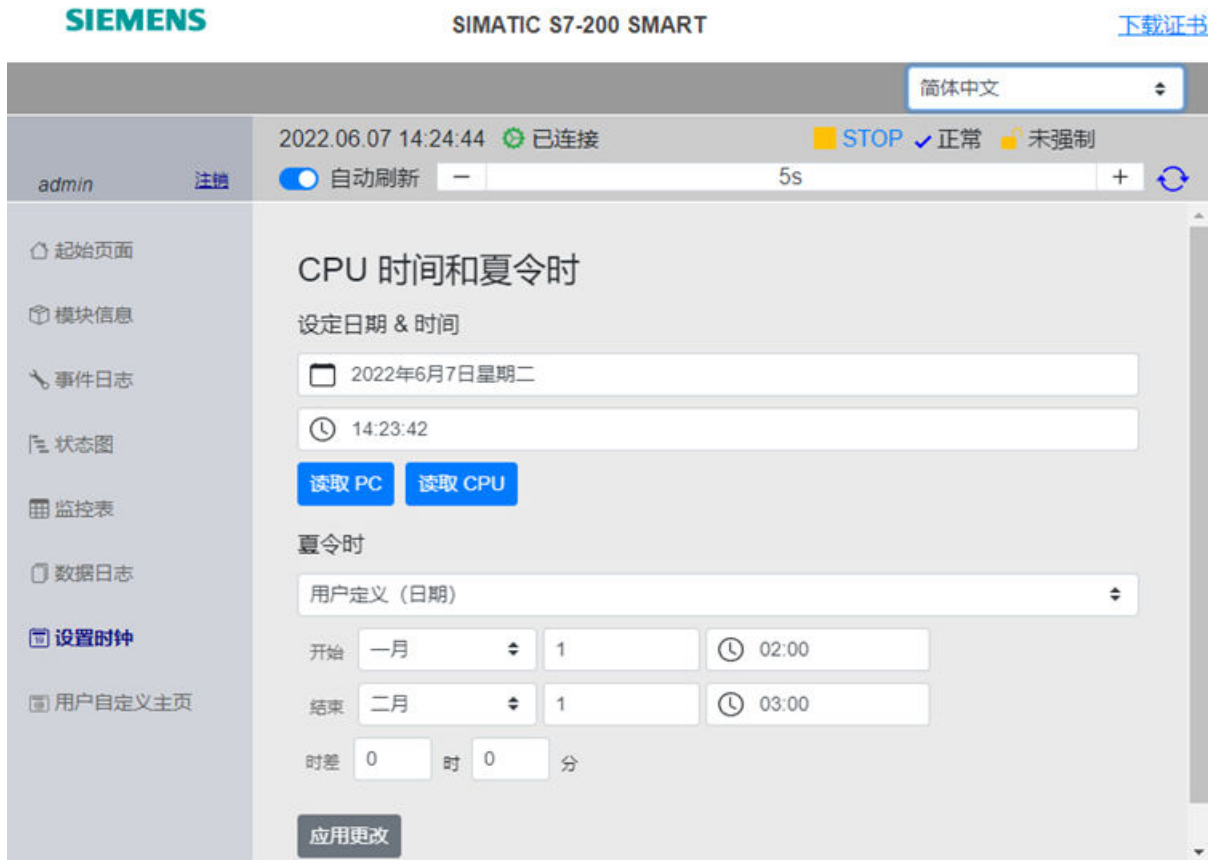 SIEMENS SIMATIC S7-200 SMART 下载证书
简体中文
2022.06.07 14:24:44 已连接 STOP 正常 未强制
admin 注销 自动刷新 − 5s +
起始页面
模块信息
事件日志
状态图
监控表
数据日志
设置时钟
用户自定义主页
CPU 时间和夏令时
设定日期 & 时间
2022年6月7日星期二
14:23:42
读取 PC 读取 CPU
夏令时
用户定义（日期）
开始 一月 1 02:00
结束 二月 1 03:00
时差 0 时 0 分
应用更改